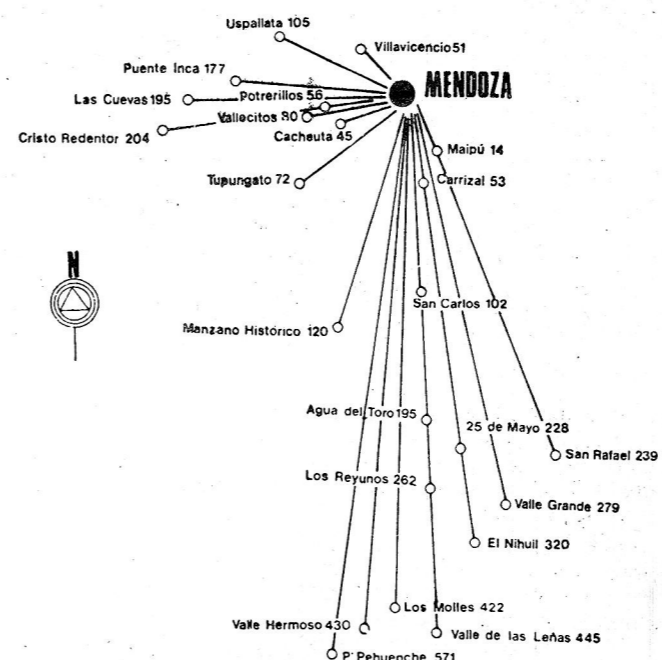 Uspallata 105
Villavicencio 51
Puente Inca 177
MENDOZA
Las Cuevas 195
Potrerillos 56
Vallecitos 80
Cristo Redentor 204
Cacheuta 45
Maipú 14
Tupungato 72
Carrizal 53
N
San Carlos 102
Manzano Histórico 120
Agua del Toro 195
25 de Mayo 228
San Rafael 239
Los Reyunos 262
Valle Grande 279
El Nihuil 320
Los Molles 422
Valle Hermoso 430
Valle de las Leñas 445
P. Pehuenche 571